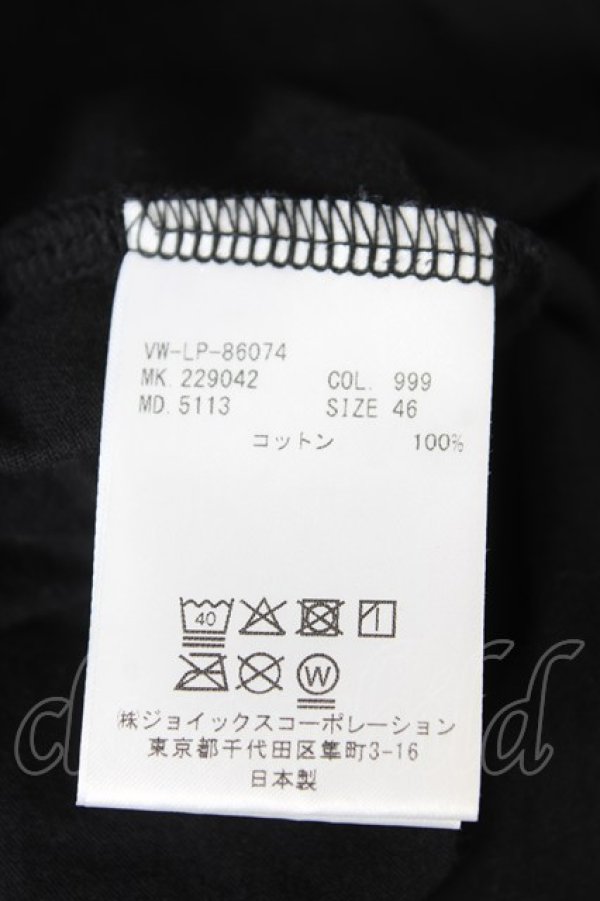 VW-LP-86074
MK. 229042 COL. 999
MD. 5113 SIZE 46
コットン 100%
40
W
㈱ジョイックスコーポレーション
東京都千代田区隼町3-16
日本製